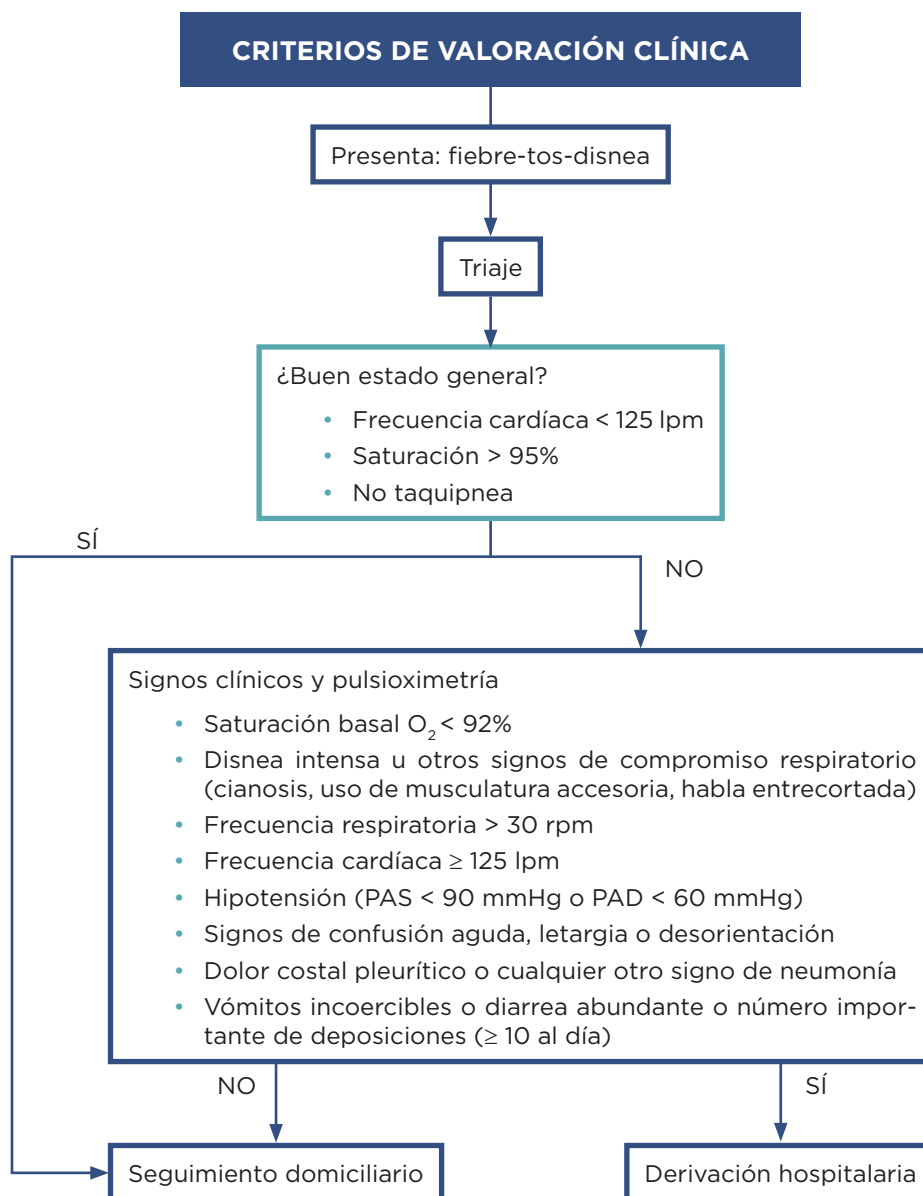 CRITERIOS DE VALORACIÓN CLÍNICA
Presenta: fiebre-tos-disnea
Triaje
¿Buen estado general?
• Frecuencia cardíaca < 125 lpm
• Saturación > 95%
• No taquipnea
SÍ
NO
Signos clínicos y pulsioximetría
• Saturación basal O₂ < 92%
• Disnea intensa u otros signos de compromiso respiratorio
(cianosis, uso de musculatura accesoria, habla entrecortada)
• Frecuencia respiratoria > 30 rpm
• Frecuencia cardíaca ≥ 125 lpm
• Hipotensión (PAS < 90 mmHg o PAD < 60 mmHg)
• Signos de confusión aguda, letargia o desorientación
• Dolor costal pleurítico o cualquier otro signo de neumonía
• Vómitos incoercibles o diarrea abundante o número impor-
tante de deposiciones (≥ 10 al día)
NO
SÍ
Seguimiento domiciliario
Derivación hospitalaria